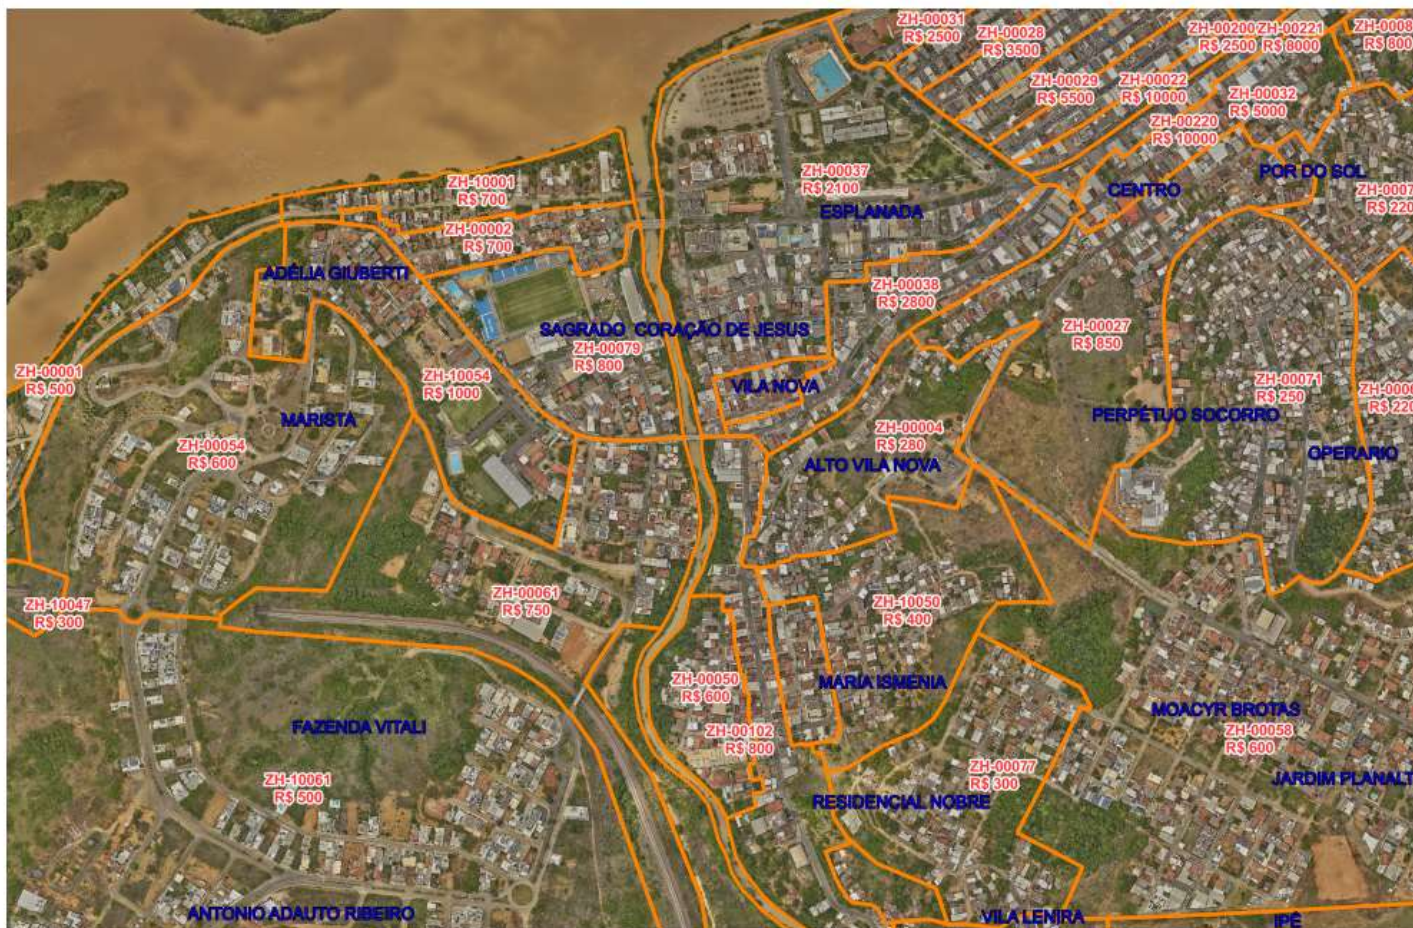 ZH-00031
R$ 2500
ZH-00028
R$ 3500
ZH-00200
R$ 2500
ZH-00221
R$ 8000
R$ 800
ZH-00029
R$ 5500
ZH-00022
R$ 10000
ZH-00032
R$ 5000
ZH-00220
R$ 10000
ZH-10001
R$ 700
ZH-00037
R$ 2100
CENTRO
POR DO SOL
ESPLANADA
ZH-00002
R$ 700
ADÉLIA GIUBERTI
ZH-00038
R$ 2800
SAGRADO CORAÇÃO DE JESUS
ZH-00079
R$ 800
ZH-00027
R$ 850
ZH-00001
R$ 500
ZH-10054
R$ 1000
VILA NOVA
ZH-00071
R$ 250
MARISTA
PERPÉTUO SOCORRO
ZH-00004
R$ 280
ZH-00054
R$ 600
ALTO VILA NOVA
OPERARIO
ZH-10047
R$ 300
ZH-00061
R$ 750
ZH-10050
R$ 400
ZH-00050
R$ 600
MARIA ISMÊNIA
MOACYR BROTAS
FAZENDA VITALI
ZH-00102
R$ 800
ZH-00058
R$ 600
ZH-00077
R$ 300
JARDIM PLANALT
ZH-10061
R$ 500
RESIDENCIAL NOBRE
ANTONIO ADAUTO RIBEIRO
VILA LENIRA
IPÊ